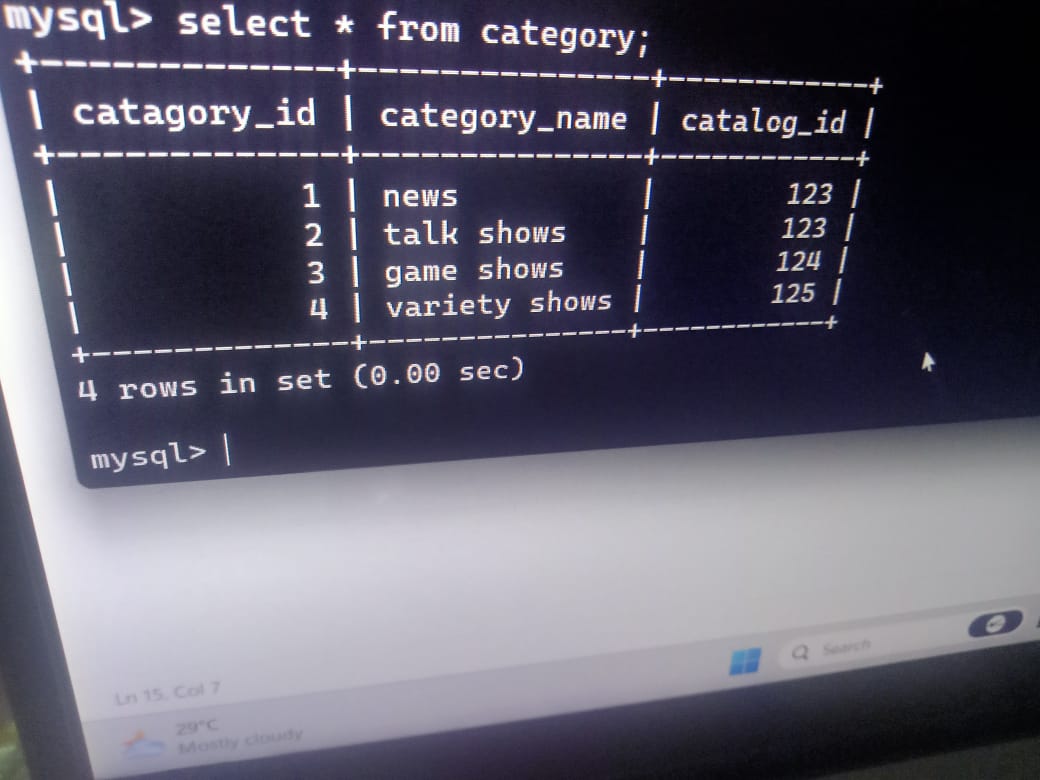 mysql> select * from category;
+--------------+---------------+------------+
| catagory_id | category_name | catalog_id |
+--------------+---------------+------------+
| 1 | news | 123 |
| 2 | talk shows | 123 |
| 3 | game shows | 124 |
| 4 | variety shows | 125 |
+--------------+---------------+------------+
4 rows in set (0.00 sec)
mysql>
Ln 15, Col 7
Search
29°C
Mostly cloudy